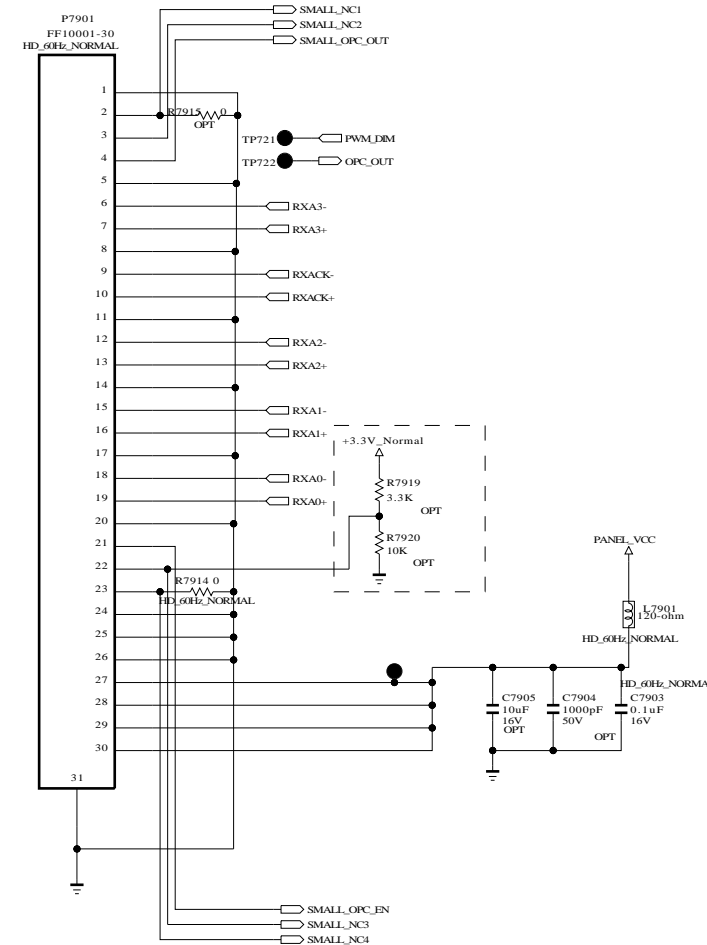 SMALL_NC1
P7901
SMALL_NC2
FF10001-30
SMALL_OPC_OUT
HD_60Hz_NORMAL
1
2
R7915 0
OPT
3
TP721
PWM_DIM
4
TP722
OPC_OUT
5
6
RXA3-
7
RXA3+
8
9
RXACK-
10
RXACK+
11
12
RXA2-
13
RXA2+
14
15
RXA1-
16
RXA1+
+3.3V_Normal
17
18
RXA0-
R7919
3.3K
19
RXA0+
OPT
20
21
R7920
10K
PANEL_VCC
22
OPT
23
R7914 0
HD_60Hz_NORMAL
24
L7901
120-ohm
25
HD_60Hz_NORMAL
26
27
HD_60Hz_NORMA
28
C7905
10uF
16V
OPT
C7904
1000pF
50V
C7903
0.1uF
16V
OPT
29
30
31
SMALL_OPC_EN
SMALL_NC3
SMALL_NC4